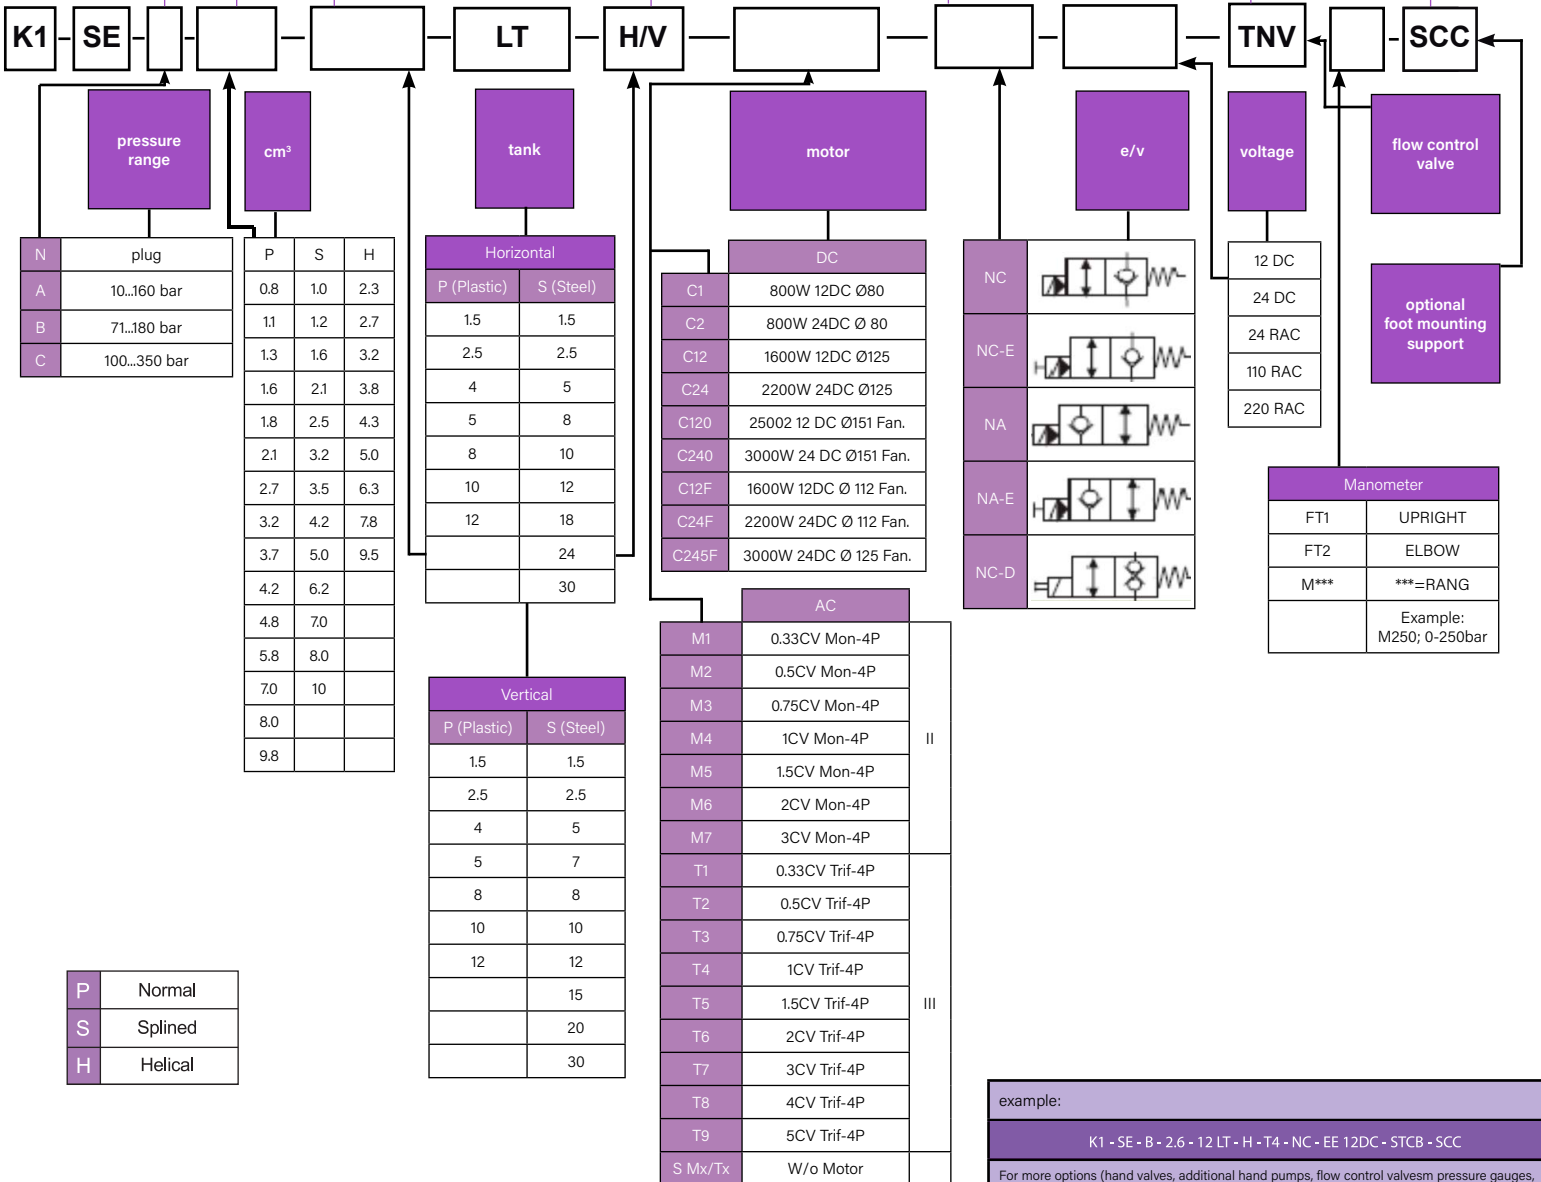 K1 - SE - LT - H/V - TNV - SCC
pressure
range
cm³
tank
motor
e/v
voltage
flow control
valve
optional
foot mounting
support
N plug
A 10...160 bar
B 71...180 bar
C 100...350 bar
P S H
0.8 1.0 2.3
1.1 1.2 2.7
1.3 1.6 3.2
1.6 2.1 3.8
1.8 2.5 4.3
2.1 3.2 5.0
2.7 3.5 6.3
3.2 4.2 7.8
3.7 5.0 9.5
4.2 6.2
4.8 7.0
5.8 8.0
7.0 10
8.0
9.8
Horizontal
P (Plastic) S (Steel)
1.5 1.5
2.5 2.5
4 5
5 8
8 10
10 12
12 18
24
30
Vertical
P (Plastic) S (Steel)
1.5 1.5
2.5 2.5
4 5
5 7
8 8
10 10
12 12
15
20
30
DC
C1 800W 12DC Ø80
C2 800W 24DC Ø 80
C12 1600W 12DC Ø125
C24 2200W 24DC Ø125
C120 25002 12 DC Ø151 Fan.
C240 3000W 24 DC Ø151 Fan.
C12F 1600W 12DC Ø 112 Fan.
C24F 2200W 24DC Ø 112 Fan.
C245F 3000W 24DC Ø 125 Fan.
AC
M1 0.33CV Mon-4P
M2 0.5CV Mon-4P
M3 0.75CV Mon-4P
M4 1CV Mon-4P
M5 1.5CV Mon-4P
M6 2CV Mon-4P
M7 3CV Mon-4P
II
T1 0.33CV Trif-4P
T2 0.5CV Trif-4P
T3 0.75CV Trif-4P
T4 1CV Trif-4P
T5 1.5CV Trif-4P
T6 2CV Trif-4P
T7 3CV Trif-4P
T8 4CV Trif-4P
T9 5CV Trif-4P
III
S Mx/Tx W/o Motor
NC
NC-E
NA
NA-E
NC-D
12 DC
24 DC
24 RAC
110 RAC
220 RAC
Manometer
FT1 UPRIGHT
FT2 ELBOW
M*** ***=RANG
Example:
M250; 0-250bar
P Normal
S Splined
H Helical
example:
K1 - SE - B - 2.6 - 12 LT - H - T4 - NC - EE 12DC - STCB - SCC
For more options (hand valves, additional hand pumps, flow control valvesm pressure gauges,